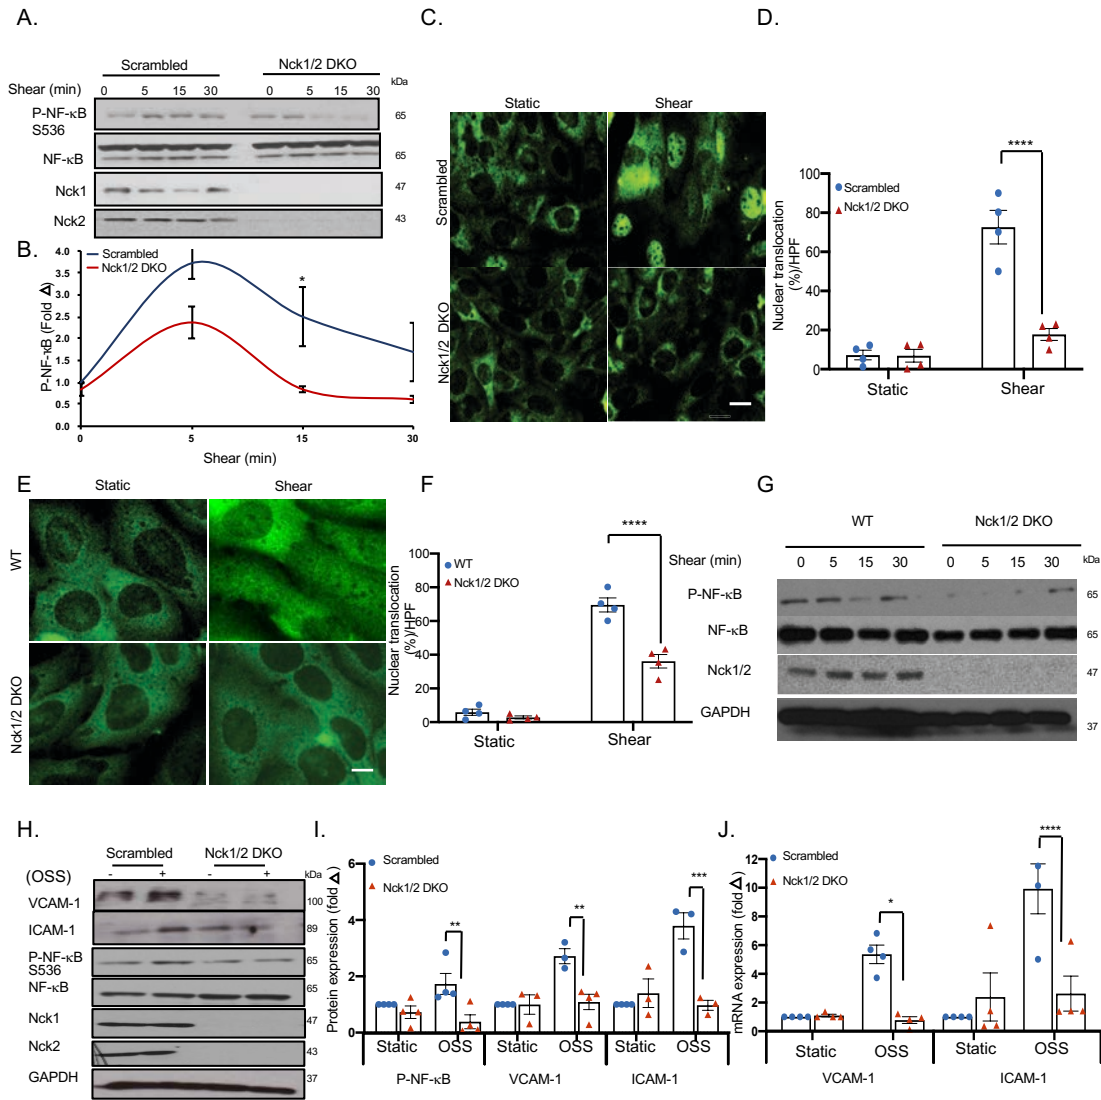 A.
Scrambled Nck1/2 DKO
Shear (min) 0 5 15 30 0 5 15 30 kDa
P-NF-κB
S536
65
NF-κB 65
Nck1 47
Nck2 43
B.
Scrambled
Nck1/2 DKO
P-NF-κB (Fold Δ)
4.0
3.5
3.0
2.5
2.0
1.5
1.0
0.5
0.0
*
0 5 15 30
Shear (min)
C.
Static Shear
Scrambled
Nck1/2 DKO
D.
Nuclear translocation
(%)/HPF
100
80
60
40
20
0
Scrambled
Nck1/2 DKO
****
Static Shear
E
Static Shear
WT
Nck1/2 DKO
F
Nuclear translocation
(%)/HPF
100
80
60
40
20
0
WT
Nck1/2 DKO
****
Static Shear
G
WT Nck1/2 DKO
Shear (min) 0 5 15 30 0 5 15 30 kDa
P-NF-κB 65
NF-κB 65
Nck1/2 47
GAPDH 37
H.
Scrambled Nck1/2 DKO
(OSS) - + - + kDa
VCAM-1 100
ICAM-1 89
P-NF-κB
S536
65
NF-κB 65
Nck1 47
Nck2 43
GAPDH 37
I.
Protein expression (fold Δ)
6
4
2
0
Scrambled
Nck1/2 DKO
** ** ***
Static OSS Static OSS Static OSS
P-NF-κB VCAM-1 ICAM-1
J.
mRNA expression (fold Δ)
12
10
8
6
4
2
0
Scrambled
Nck1/2 DKO
* ****
Static OSS Static OSS
VCAM-1 ICAM-1